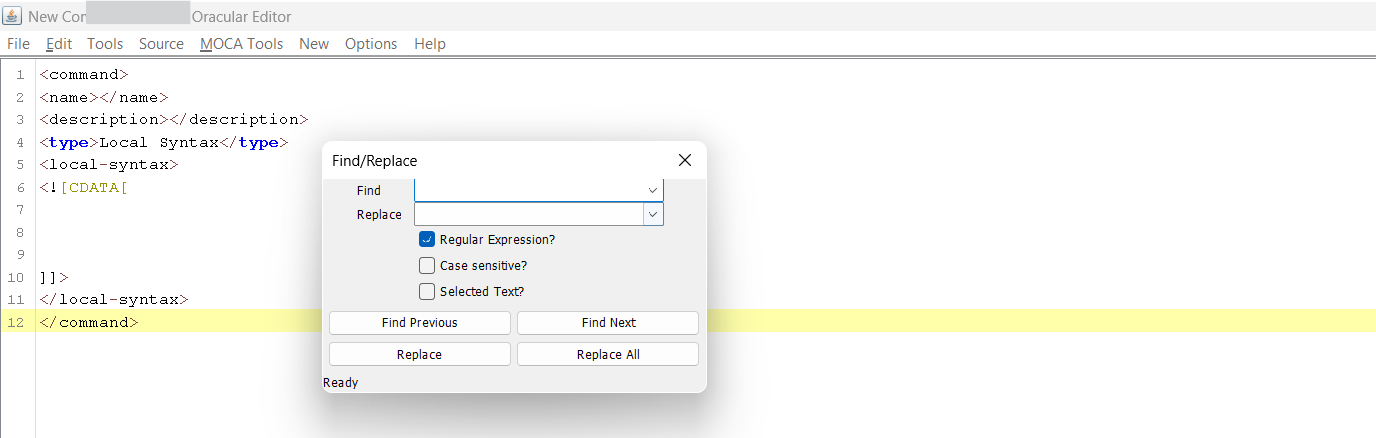 New Con Oracular Editor
File Edit Tools Source MOCA Tools New Options Help
1 <command>
2 <name></name>
3 <description></description>
4 <type>Local Syntax</type>
5 <local-syntax>
6 <![CDATA[
7
8
9
10 ]]>
11 </local-syntax>
12 </command>
Find/Replace
Find
Replace
Regular Expression?
Case sensitive?
Selected Text?
Find Previous Find Next
Replace Replace All
Ready